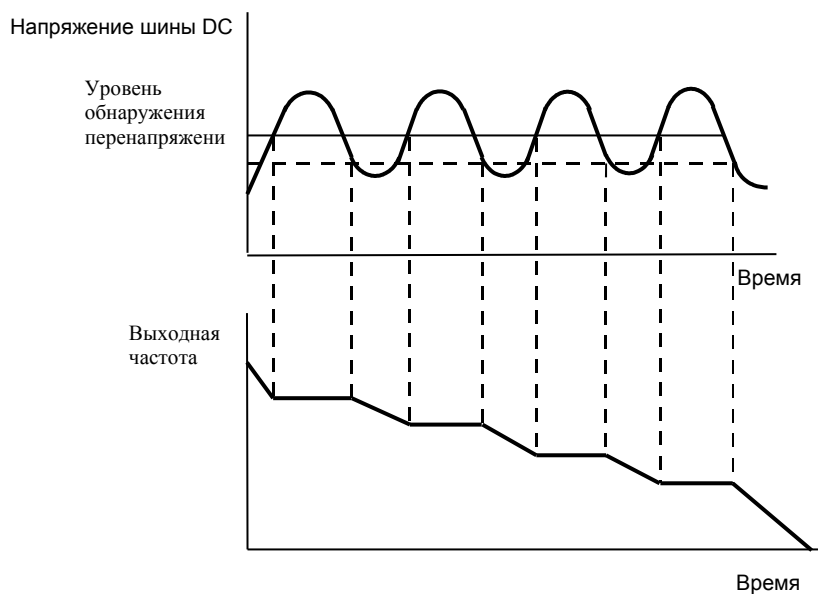 Напряжение шины DC
Уровень
обнаружения
перенапряжени
Время
Выходная
частота
Время